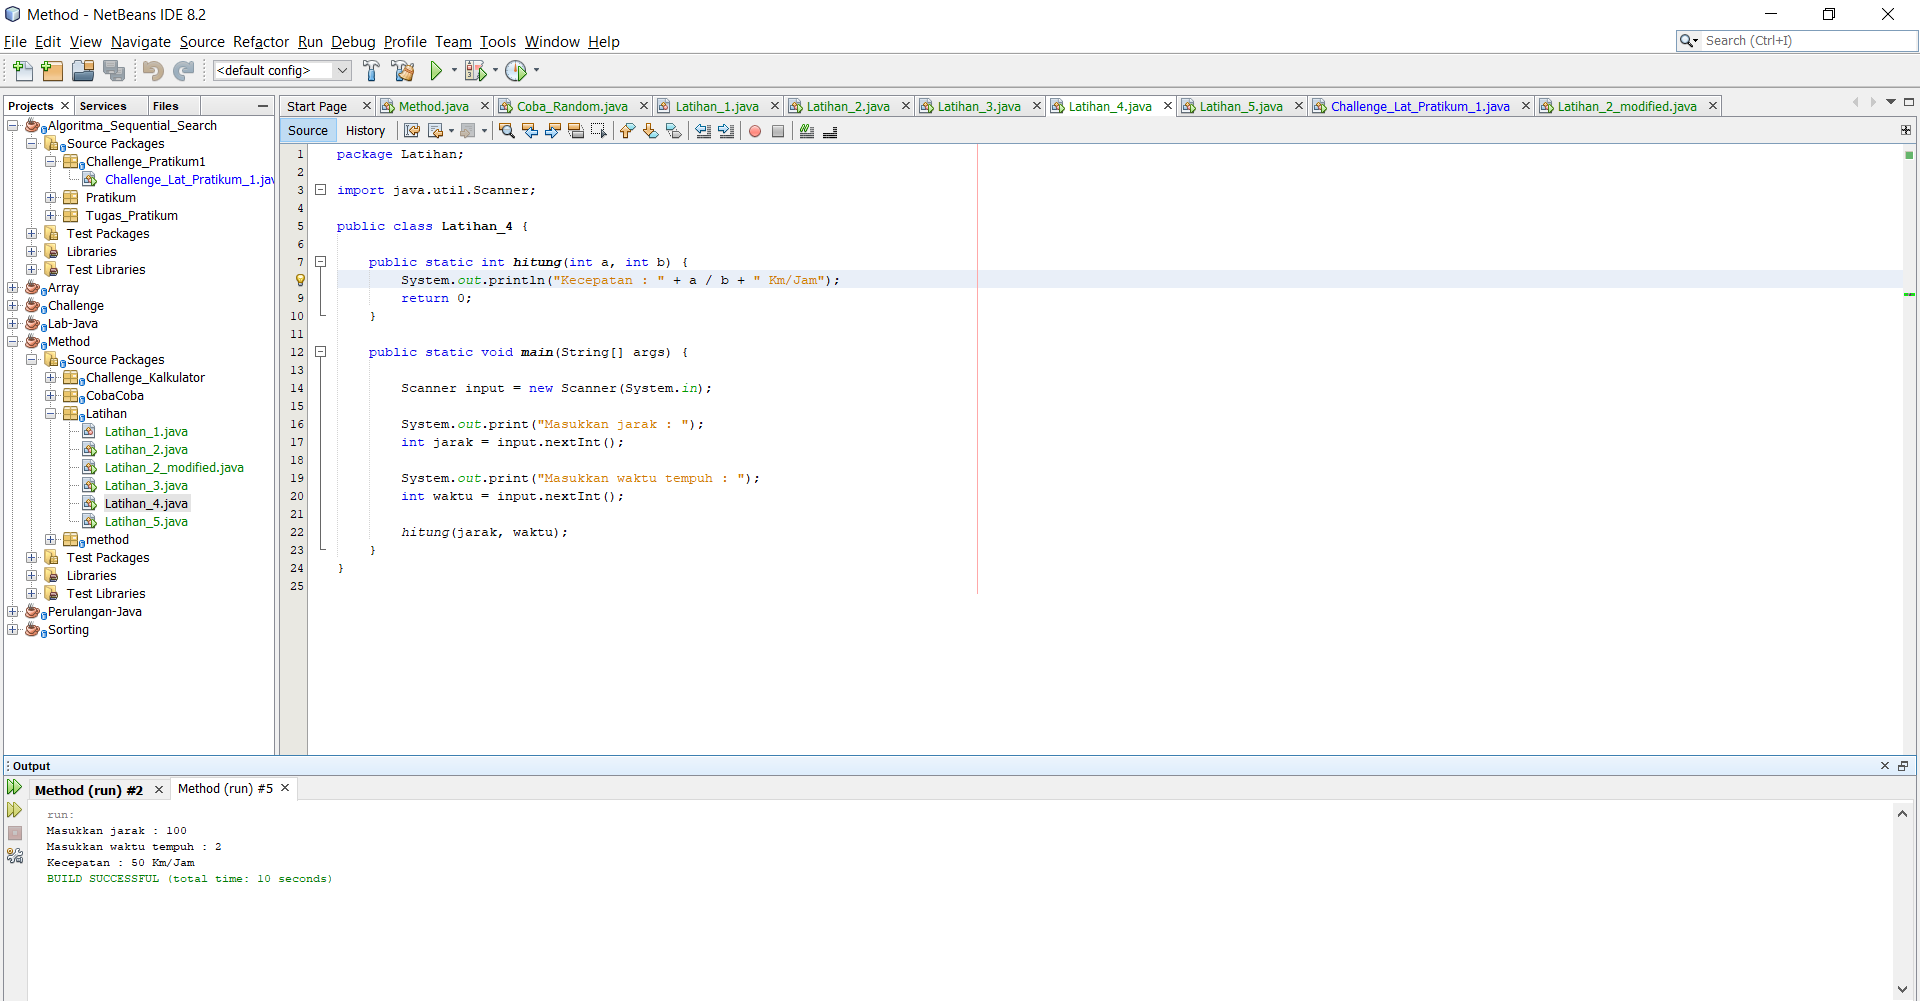 Method - NetBeans IDE 8.2
File Edit View Navigate Source Refactor Run Debug Profile Team Tools Window Help
Search (Ctrl+I)
<default config>
Projects Services Files
Start Page Method.java Coba_Random.java Latihan_1.java Latihan_2.java Latihan_3.java Latihan_4.java Latihan_5.java Challenge_Lat_Pratikum_1.java Latihan_2_modified.java
Source History
Algoritma_Sequential_Search
Source Packages
Challenge_Pratikum1
Challenge_Lat_Pratikum_1.jav
Pratikum
Tugas_Pratikum
Test Packages
Libraries
Test Libraries
Array
Challenge
Lab-Java
Method
Source Packages
Challenge_Kalkulator
CobaCoba
Latihan
Latihan_1.java
Latihan_2.java
Latihan_2_modified.java
Latihan_3.java
Latihan_4.java
Latihan_5.java
method
Test Packages
Libraries
Test Libraries
Perulangan-Java
Sorting
1 package Latihan;
2
3 import java.util.Scanner;
4
5 public class Latihan_4 {
6
7 public static int hitung(int a, int b) {
System.out.println("Kecepatan : " + a / b + " Km/Jam");
9 return 0;
10 }
11
12 public static void main(String[] args) {
13
14 Scanner input = new Scanner(System.in);
15
16 System.out.print("Masukkan jarak : ");
17 int jarak = input.nextInt();
18
19 System.out.print("Masukkan waktu tempuh : ");
20 int waktu = input.nextInt();
21
22 hitung(jarak, waktu);
23 }
24 }
25
Output
Method (run) #2 Method (run) #5
run:
Masukkan jarak : 100
Masukkan waktu tempuh : 2
Kecepatan : 50 Km/Jam
BUILD SUCCESSFUL (total time: 10 seconds)